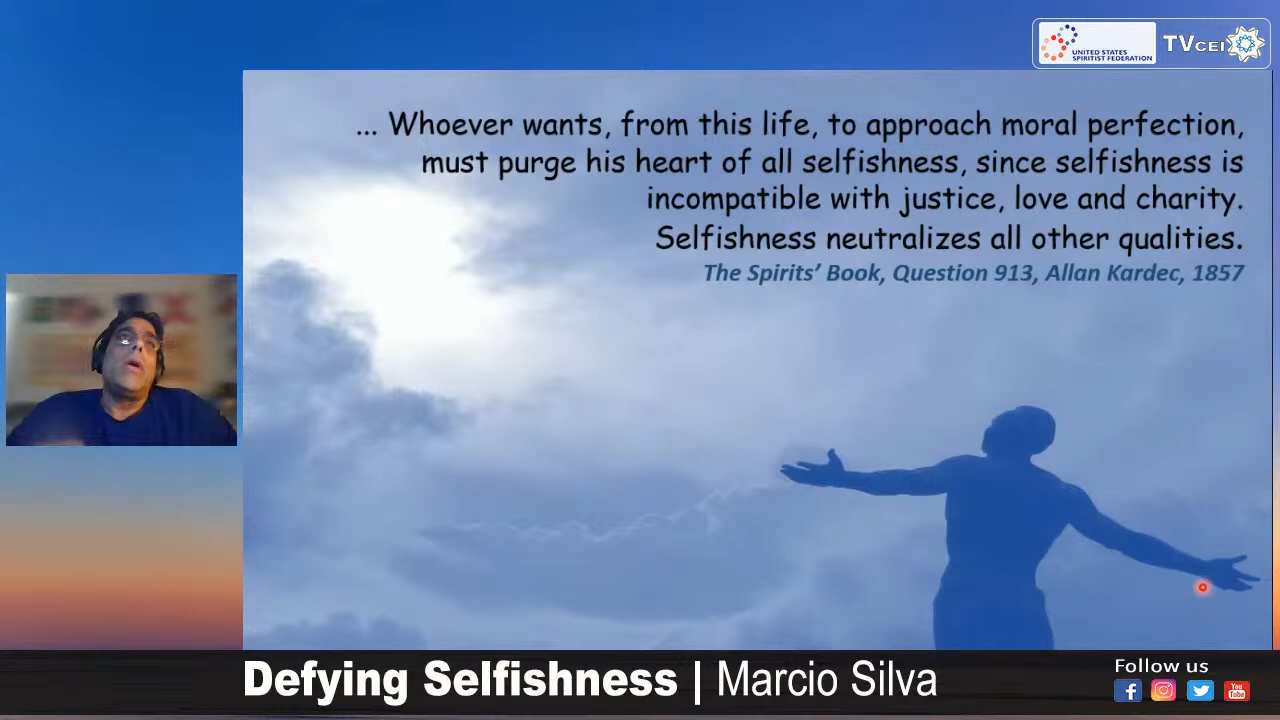 UNITED STATES
SPIRITIST FEDERATION
TVCEI
... Whoever wants, from this life, to approach moral perfection,
must purge his heart of all selfishness, since selfishness is
incompatible with justice, love and charity.
Selfishness neutralizes all other qualities.
The Spirits’ Book, Question 913, Allan Kardec, 1857
Defying Selfishness | Marcio Silva
Follow us
You
Tube